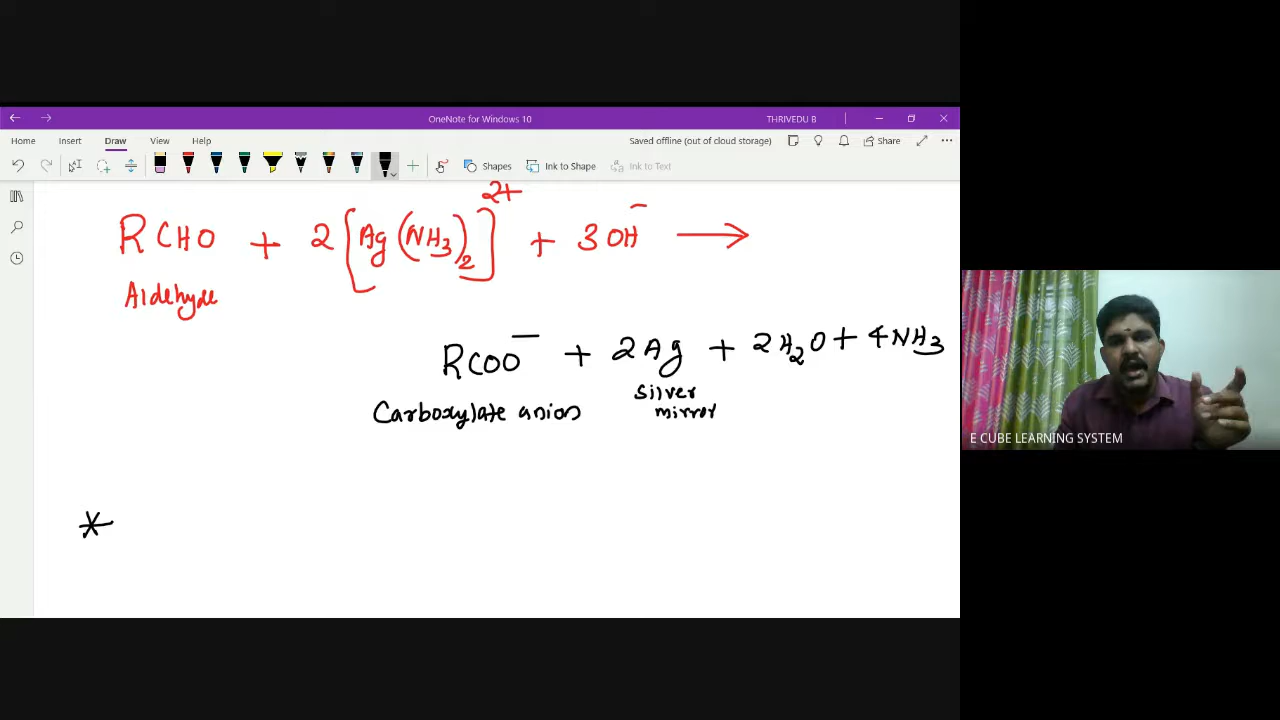 OneNote for Windows 10
THRIVEDU B
Home Insert Draw View Help
Saved offline (out of cloud storage)
Share
Shapes
Ink to Shape
Ink to Text
RCHO + 2[Ag(NH₃)₂]²⁺ + 3OH⁻ →
Aldehyde
RCOO⁻ + 2Ag + 2H₂O + 4NH₃
Carboxylate anion
silver
mirror
*
E CUBE LEARNING SYSTEM